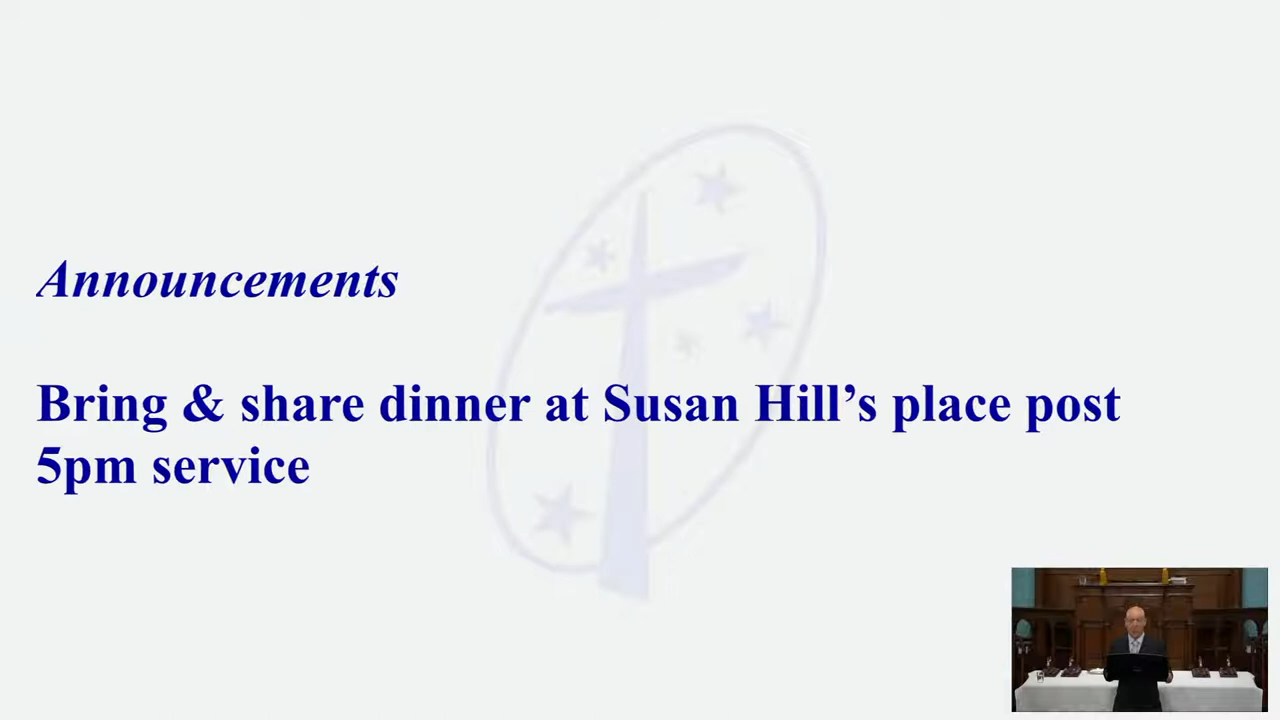 Announcements
Bring & share dinner at Susan Hill’s place post
5pm service